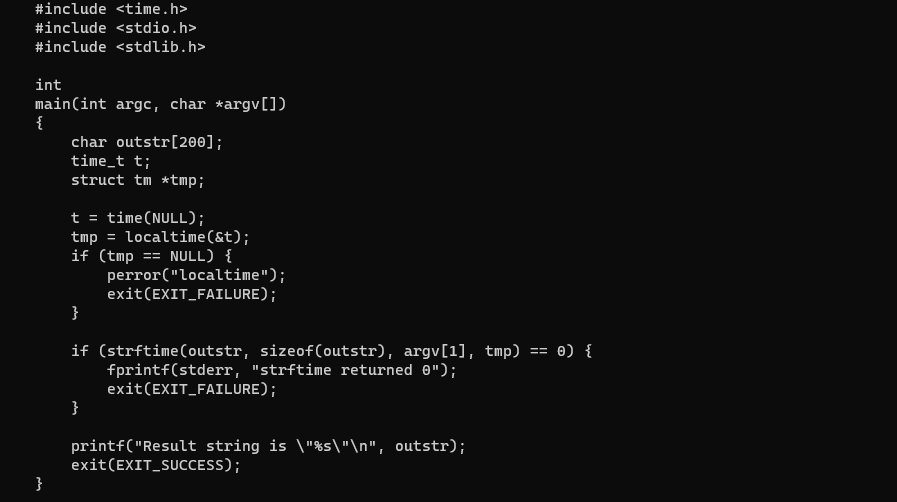 #include <time.h>
#include <stdio.h>
#include <stdlib.h>

int
main(int argc, char *argv[])
{
    char outstr[200];
    time_t t;
    struct tm *tmp;

    t = time(NULL);
    tmp = localtime(&t);
    if (tmp == NULL) {
        perror("localtime");
        exit(EXIT_FAILURE);
    }

    if (strftime(outstr, sizeof(outstr), argv[1], tmp) == 0) {
        fprintf(stderr, "strftime returned 0");
        exit(EXIT_FAILURE);
    }

    printf("Result string is \"%s\"\n", outstr);
    exit(EXIT_SUCCESS);
}